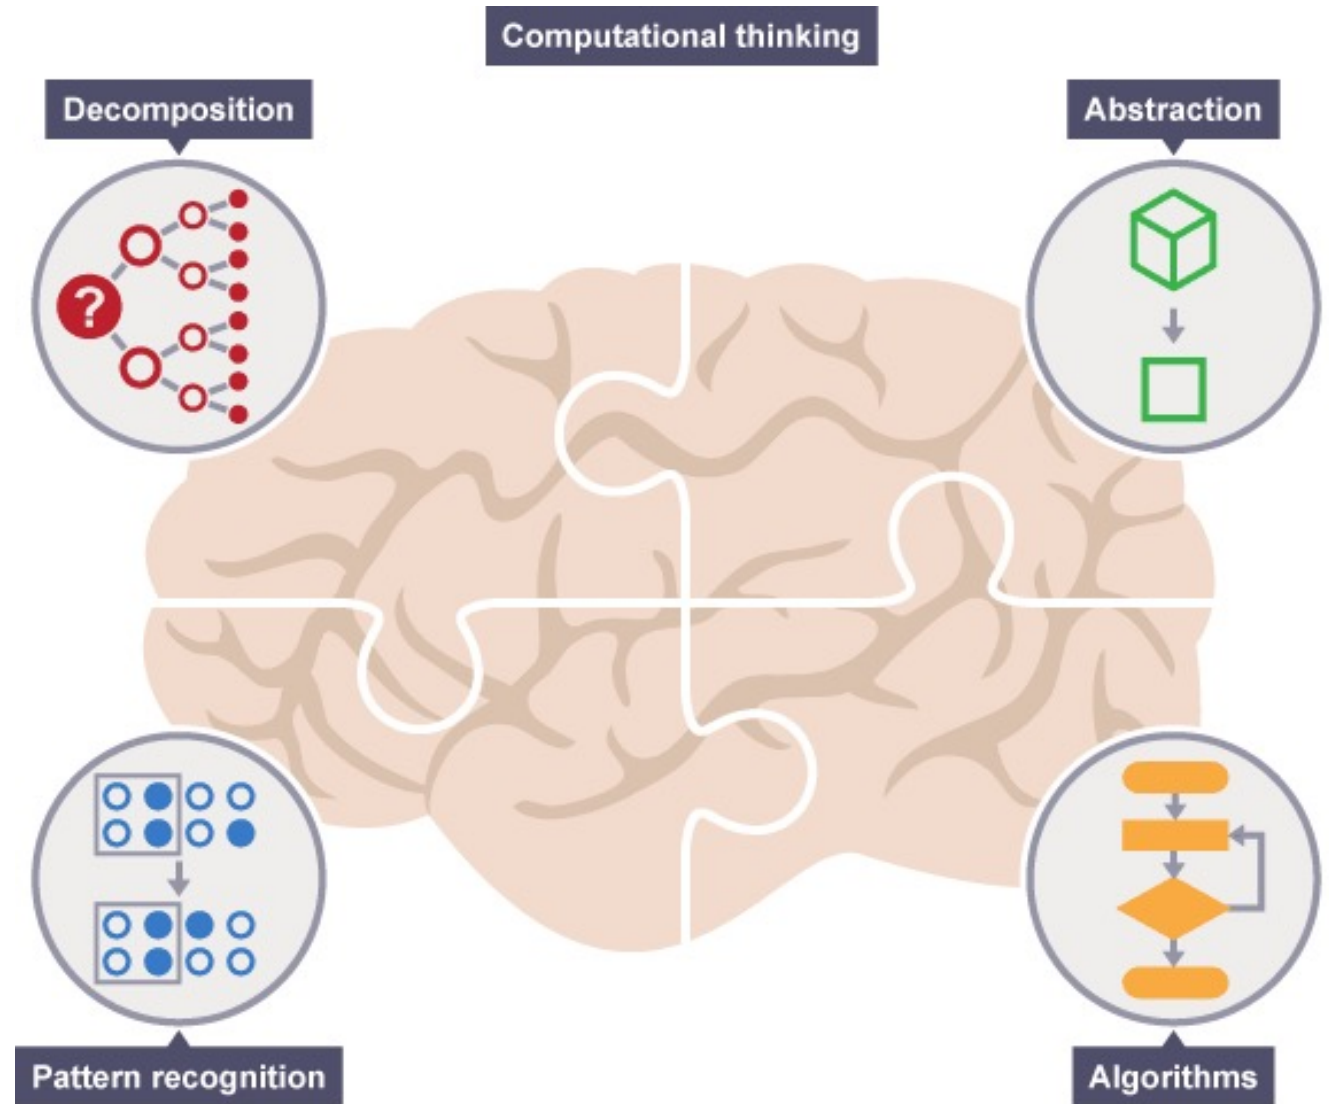 Computational thinking
Decomposition
Abstraction
?
Pattern recognition
Algorithms